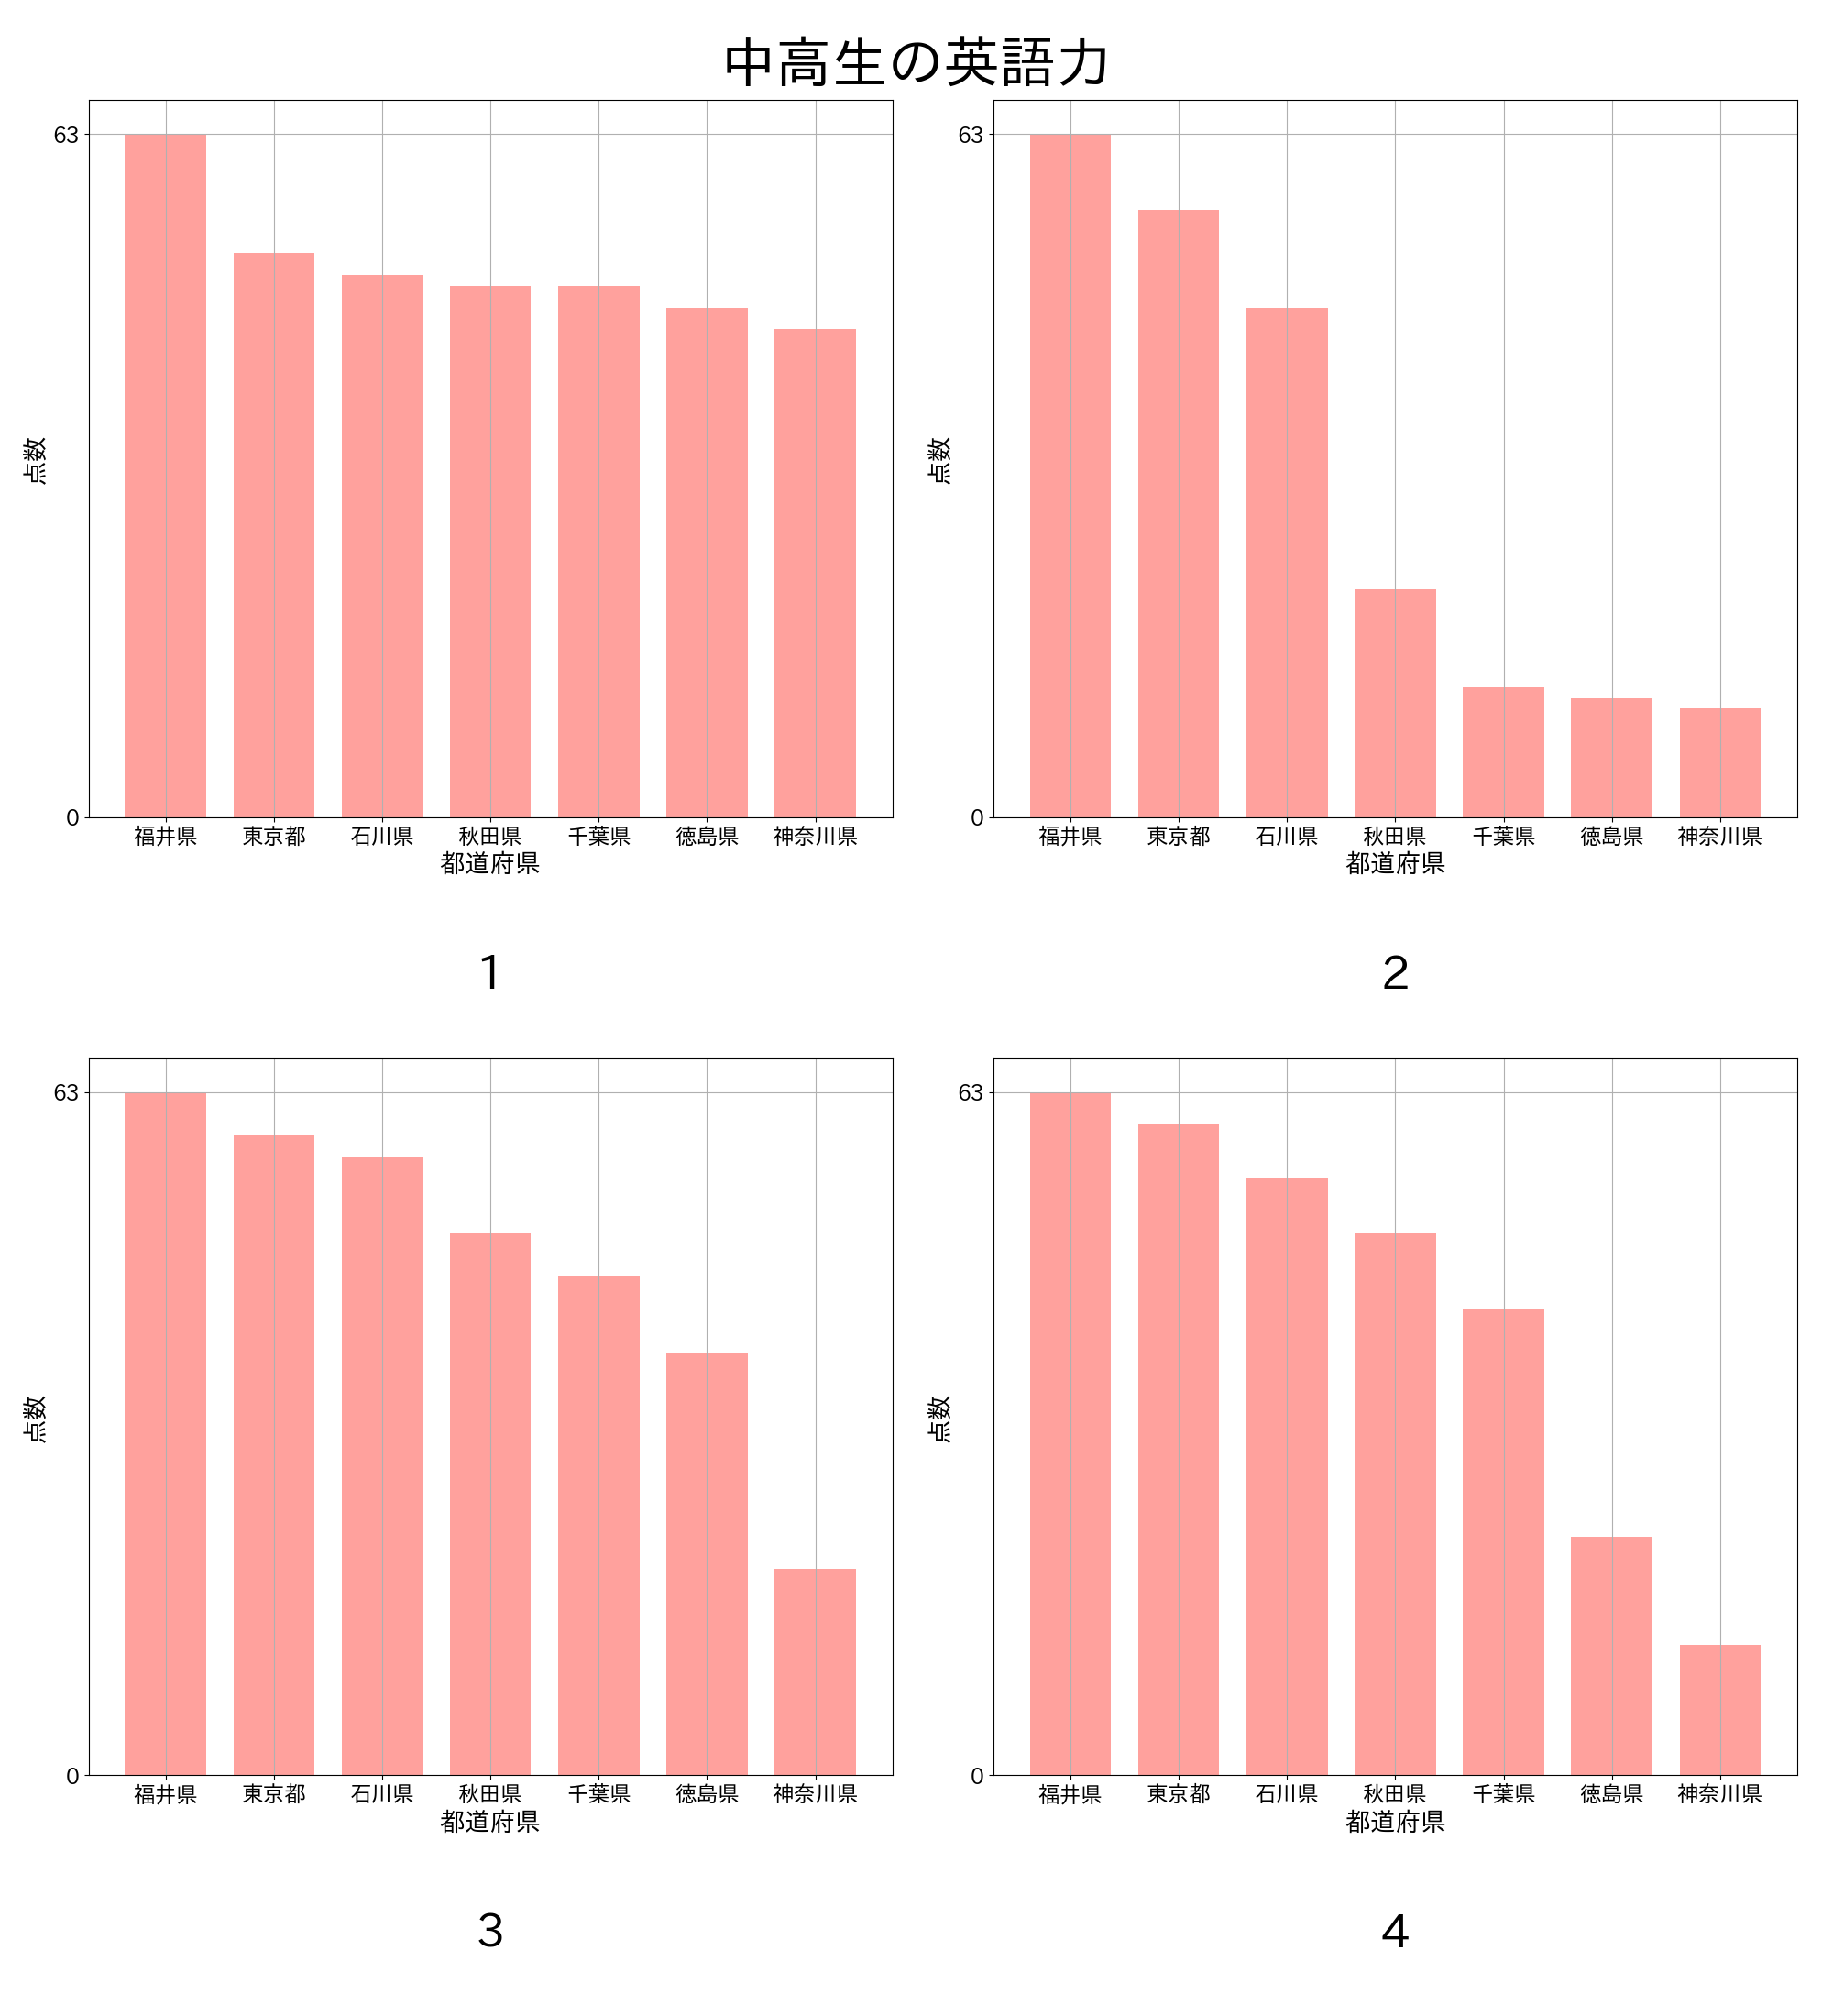 中高生の英語力
63
点数
0
福井県 東京都 石川県 秋田県 千葉県 徳島県 神奈川県
都道府県
1
63
点数
0
福井県 東京都 石川県 秋田県 千葉県 徳島県 神奈川県
都道府県
2
63
点数
0
福井県 東京都 石川県 秋田県 千葉県 徳島県 神奈川県
都道府県
3
63
点数
0
福井県 東京都 石川県 秋田県 千葉県 徳島県 神奈川県
都道府県
4